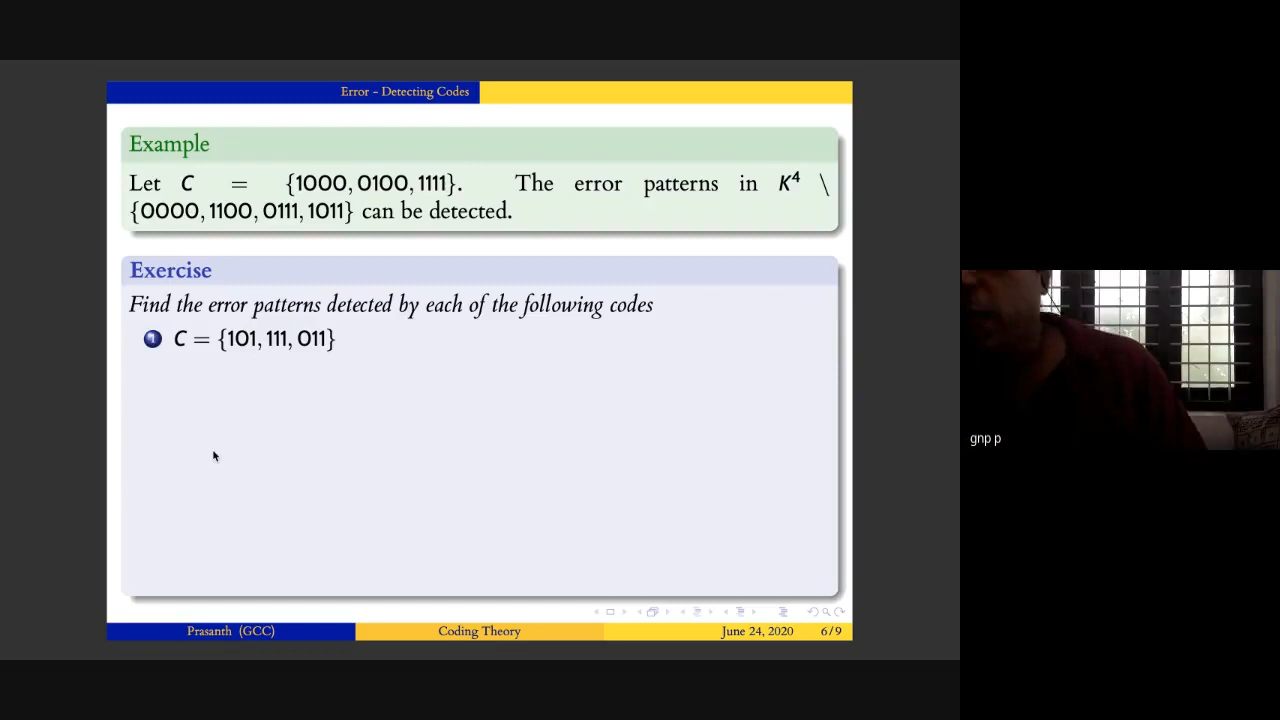 Error – Detecting Codes
Example
Let C = {1000, 0100, 1111}. The error patterns in K⁴ \
{0000, 1100, 0111, 1011} can be detected.
Exercise
Find the error patterns detected by each of the following codes
1 C = {101, 111, 011}
gnp p
Prasanth (GCC) Coding Theory June 24, 2020 6/9